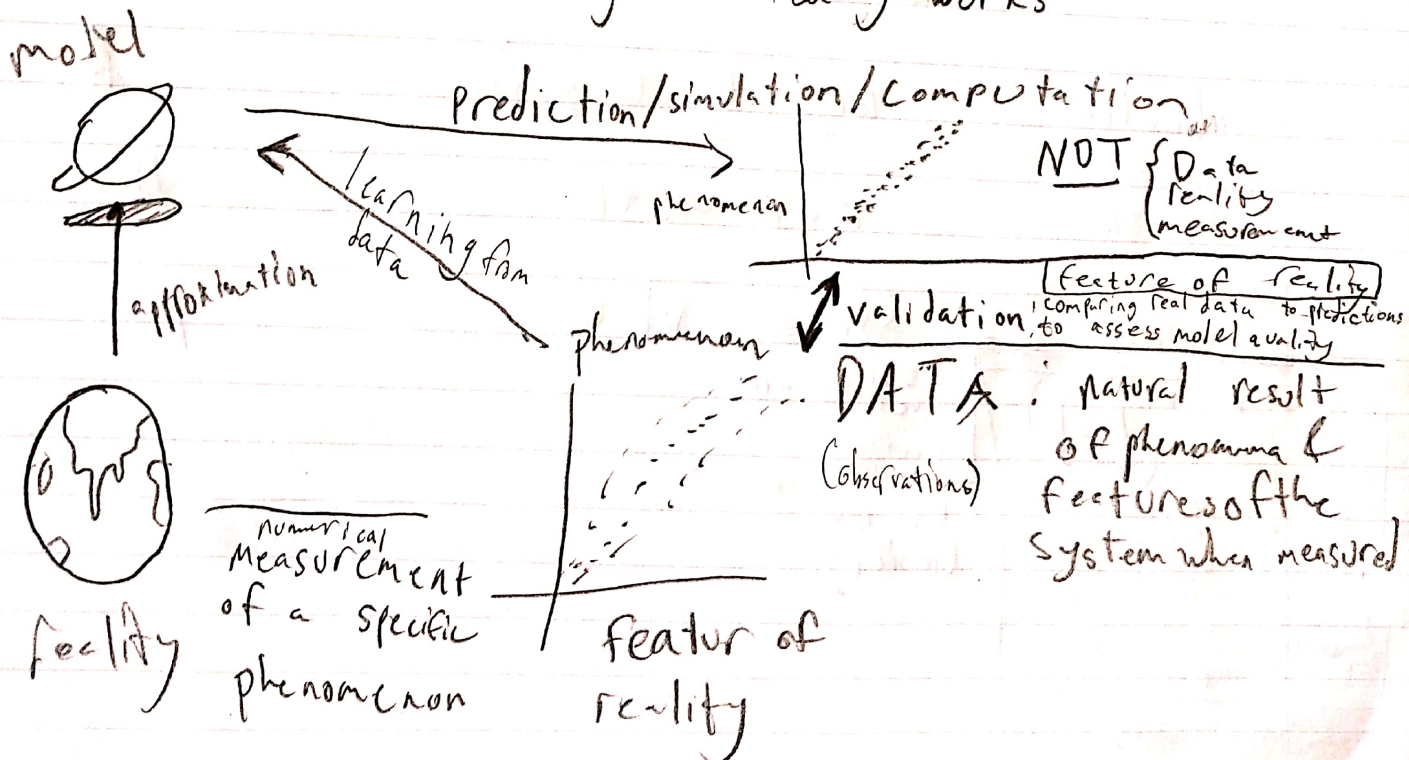 works
model
prediction/simulation/computation
NOT { Data
reality
measurement
phenomenon
learning from
data
approximation
feature of reality
validation: comparing real data to predictions
to assess model quality
phenomenon
DATA: natural result
of phenomena &
(observations)
features of the
system when measured
numerical
measurement
of a specific
phenomenon
reality
featur of
reality